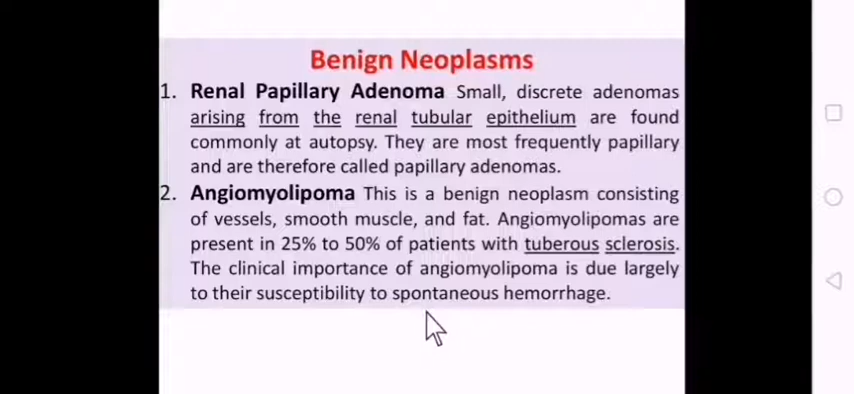 Benign Neoplasms
1. Renal Papillary Adenoma Small, discrete adenomas
arising from the renal tubular epithelium are found
commonly at autopsy. They are most frequently papillary
and are therefore called papillary adenomas.
2. Angiomyolipoma This is a benign neoplasm consisting
of vessels, smooth muscle, and fat. Angiomyolipomas are
present in 25% to 50% of patients with tuberous sclerosis.
The clinical importance of angiomyolipoma is due largely
to their susceptibility to spontaneous hemorrhage.